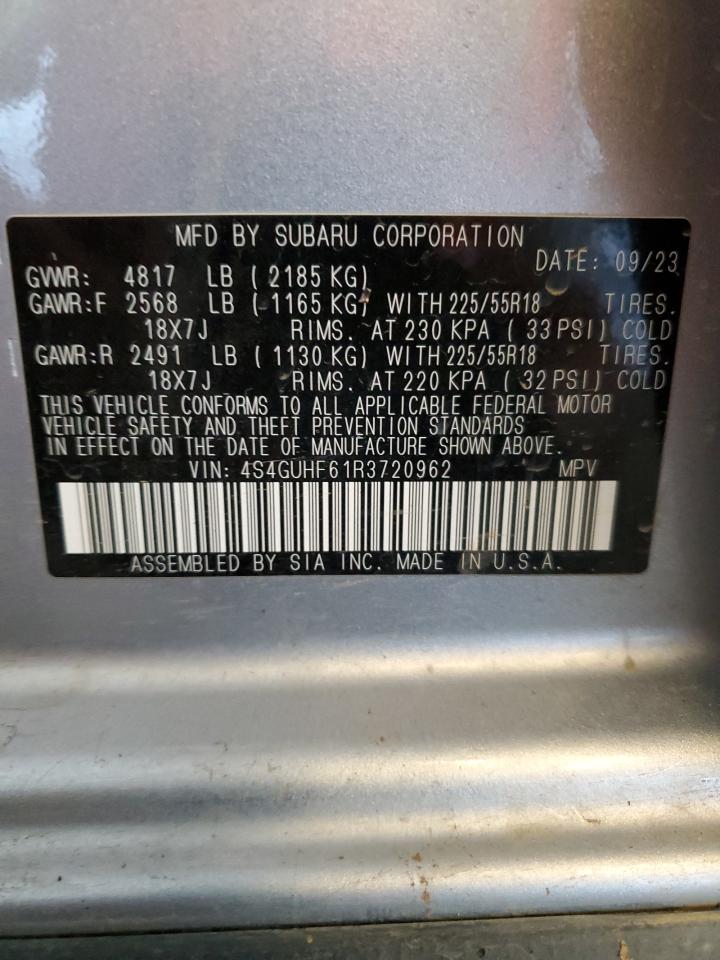 MFD BY SUBARU CORPORATION
DATE: 09/23
GVWR: 4817 LB ( 2185 KG)
GAWR:F 2568 LB ( 1165 KG) WITH 225/55R18 TIRES.
18X7J RIMS. AT 230 KPA ( 33 PSI) COLD
GAWR:R 2491 LB ( 1130 KG) WITH 225/55R18 TIRES.
18X7J RIMS. AT 220 KPA ( 32 PSI) COLD
THIS VEHICLE CONFORMS TO ALL APPLICABLE FEDERAL MOTOR
VEHICLE SAFETY AND THEFT PREVENTION STANDARDS
IN EFFECT ON THE DATE OF MANUFACTURE SHOWN ABOVE.
VIN: 4S4GUHF61R3720962 MPV
ASSEMBLED BY SIA INC. MADE IN U.S.A.